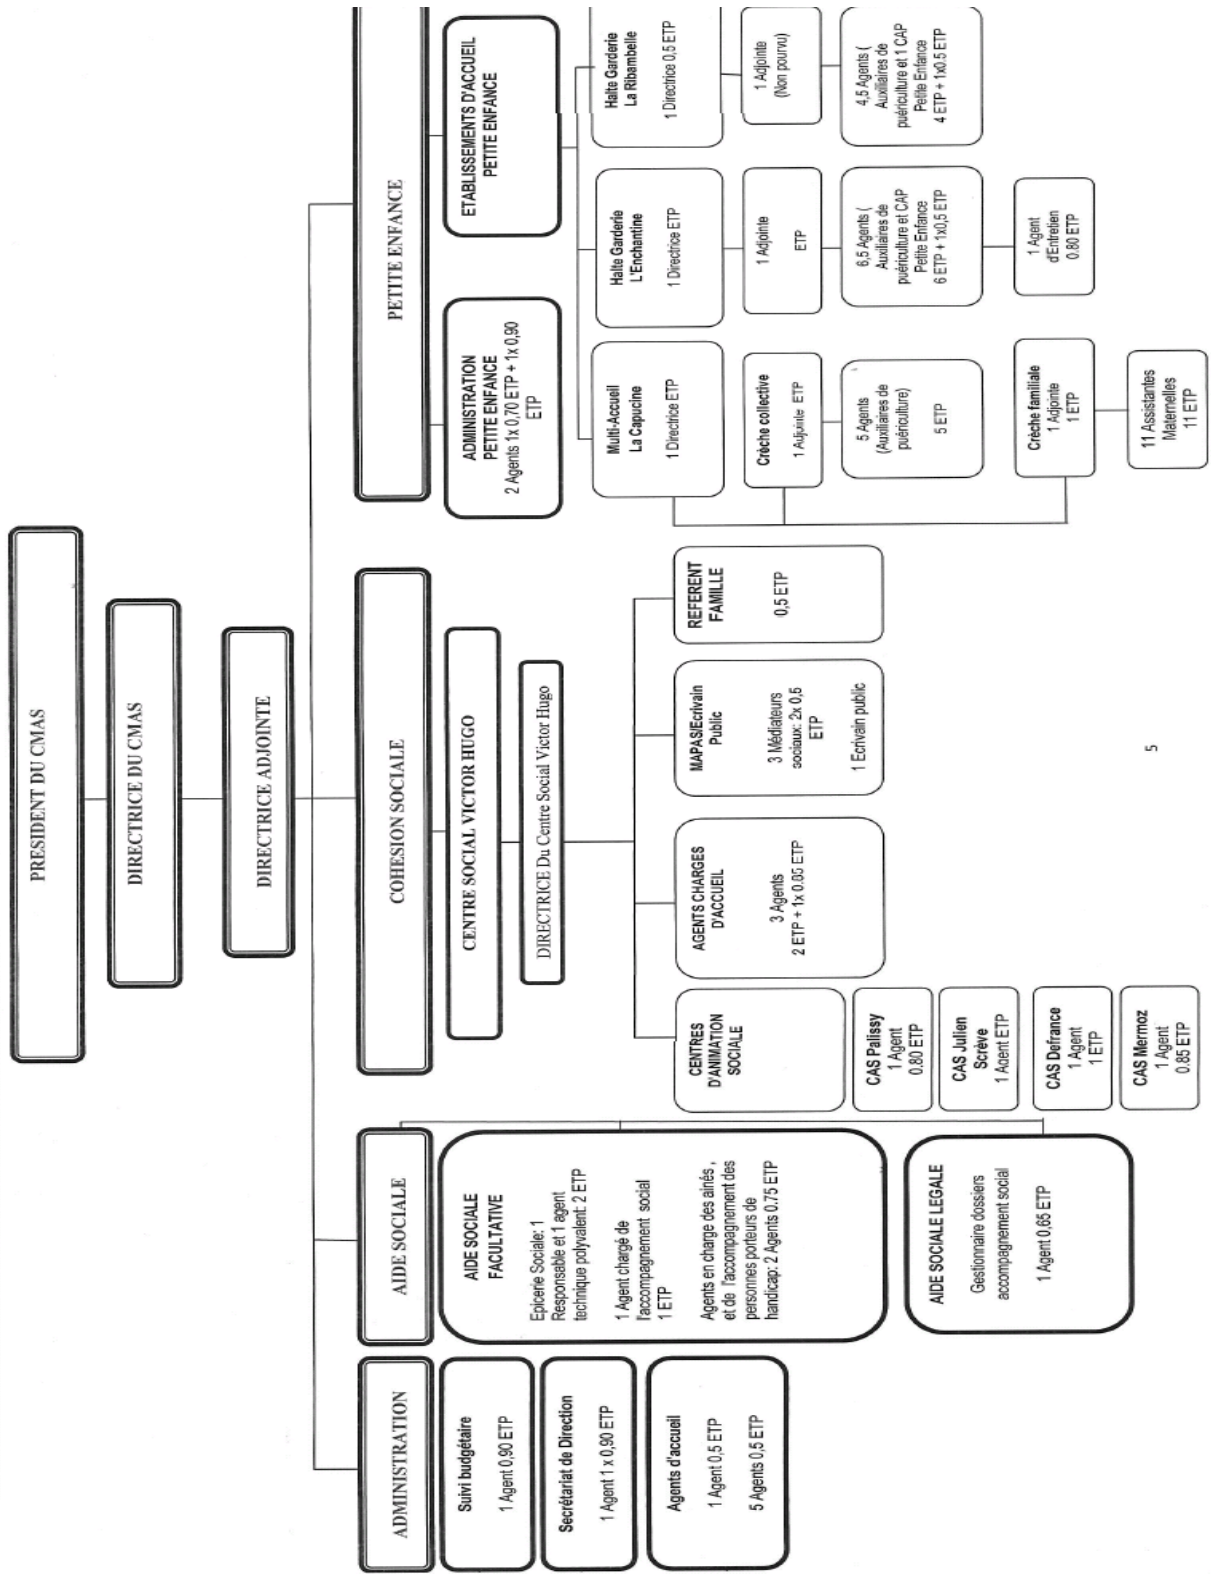 PRESIDENT DU CMAS
DIRECTRICE DU CMAS
DIRECTRICE ADJOINTE
ADMINISTRATION
Suivi budgétaire
1 Agent 0,90 ETP
Secrétariat de Direction
1 Agent 1 x 0,90 ETP
Agents d'accueil
1 Agent 0,5 ETP
5 Agents 0,5 ETP
AIDE SOCIALE
AIDE SOCIALE
FACULTATIVE
Epicerie Sociale: 1
Responsable et 1 agent
technique polyvalent: 2 ETP
1 Agent chargé de
l'accompagnement social
1 ETP
Agents en charge des ainés ,
et de l'accompagnement des
personnes porteurs de
handicap: 2 Agents 0.75 ETP
AIDE SOCIALE LEGALE
Gestionnaire dossiers
accompagnement social
1 Agent 0,65 ETP
COHESION SOCIALE
CENTRE SOCIAL VICTOR HUGO
DIRECTRICE Du Centre Social Victor Hugo
CENTRES
D'ANIMATION
SOCIALE
CAS Palissy
1 Agent
0.80 ETP
CAS Julien
Scrève
1 Agent ETP
CAS Defrance
1 Agent
1 ETP
CAS Mermoz
1 Agent
0.85 ETP
AGENTS CHARGES
D'ACCUEIL
3 Agents
2 ETP + 1x 0.85 ETP
MAPAS/Ecrivain
Public
3 Médiateurs
sociaux: 2x 0,5
ETP
1 Ecrivain public
REFERENT
FAMILLE
0,5 ETP
PETITE ENFANCE
ADMINISTRATION
PETITE ENFANCE
2 Agents 1x 0,70 ETP + 1x 0,90
ETP
ETABLISSEMENTS D'ACCUEIL
PETITE ENFANCE
Multi-Accueil
La Capucine
1 Directrice ETP
Crèche collective
1 Adjointe ETP
5 Agents
(Auxiliaires de
puériculture)
5 ETP
Crèche familiale
1 Adjointe
1 ETP
11 Assistantes
Maternelles
11 ETP
Halte Garderie
L'Enchantine
1 Directrice ETP
1 Adjointe
ETP
6,5 Agents (
Auxiliaires de
puériculture et CAP
Petite Enfance
6 ETP + 1x0,5 ETP
1 Agent
d'Entretien
0.80 ETP
Halte Garderie
La Ribambelle
1 Directrice 0,5 ETP
1 Adjointe
(Non pourvu)
4,5 Agents (
Auxiliaires de
puériculture et 1 CAP
Petite Enfance
4 ETP + 1x0.5 ETP
5